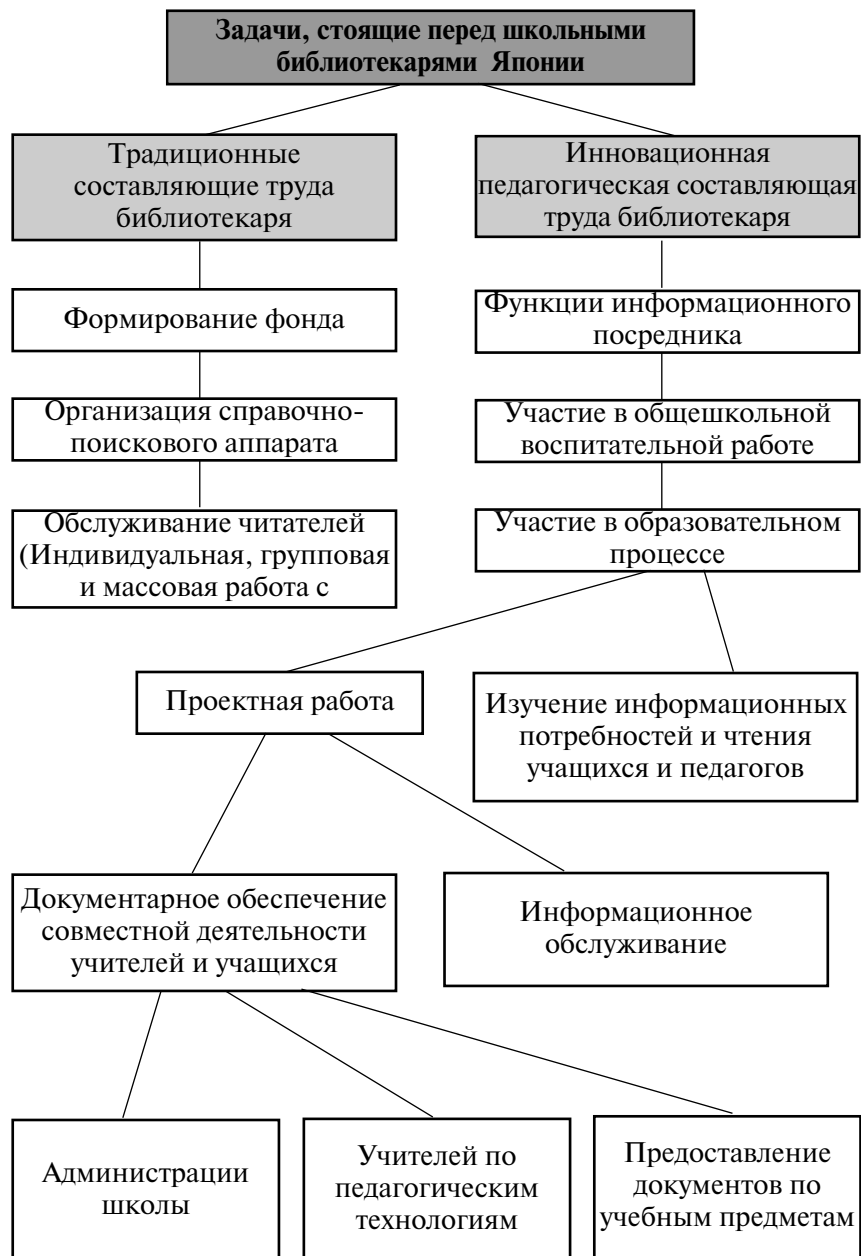 Задачи, стоящие перед школьными
библиотекарями Японии
Традиционные
составляющие труда
библиотекаря
Инновационная
педагогическая составляющая
труда библиотекаря
Формирование фонда
Функции информационного
посредника
Организация справочно-
поискового аппарата
Участие в общешкольной
воспитательной работе
Обслуживание читателей
(Индивидуальная, групповая
и массовая работа с
Участие в образовательном
процессе
Проектная работа
Изучение информационных
потребностей и чтения
учащихся и педагогов
Документарное обеспечение
совместной деятельности
учителей и учащихся
Информационное
обслуживание
Администрации
школы
Учителей по
педагогическим
технологиям
Предоставление
документов по
учебным предметам